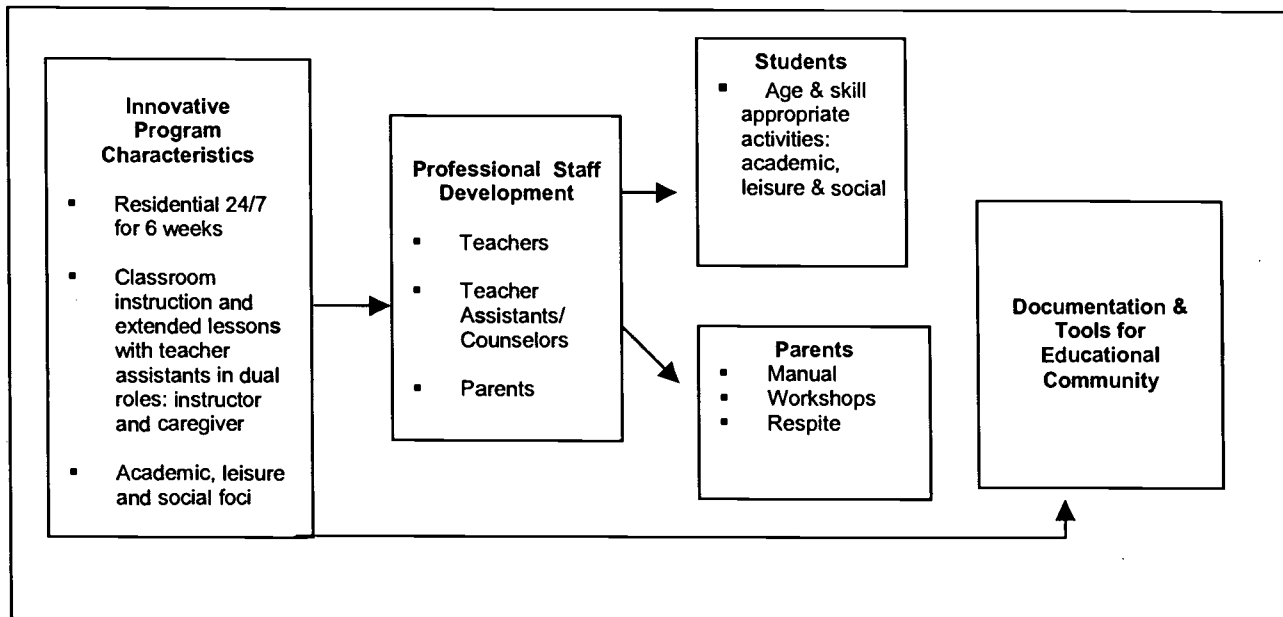 Innovative
Program
Characteristics
▪ Residential 24/7
for 6 weeks
▪ Classroom
instruction and
extended lessons
with teacher
assistants in dual
roles: instructor
and caregiver
▪ Academic, leisure
and social foci
Professional Staff
Development
▪ Teachers
▪ Teacher
Assistants/
Counselors
▪ Parents
Students
▪ Age & skill
appropriate
activities:
academic,
leisure & social
Parents
▪ Manual
▪ Workshops
▪ Respite
Documentation &
Tools for
Educational
Community